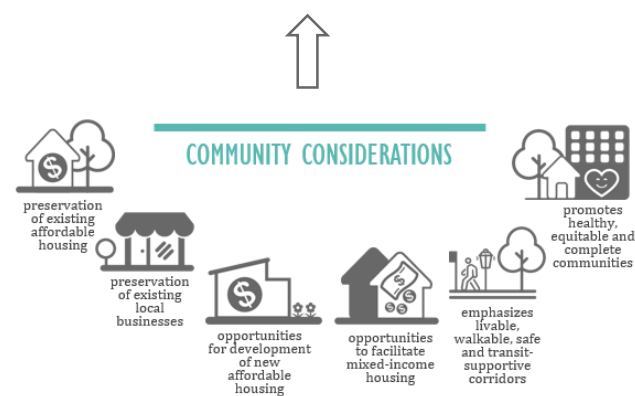 COMMUNITY CONSIDERATIONS
preservation
of existing
affordable
housing
preservation
of existing
local
businesses
opportunities
for development
of new
affordable
housing
opportunities
to facilitate
mixed-income
housing
emphasizes
livable,
walkable, safe
and transit-
supportive
corridors
promotes
healthy,
equitable and
complete
communities